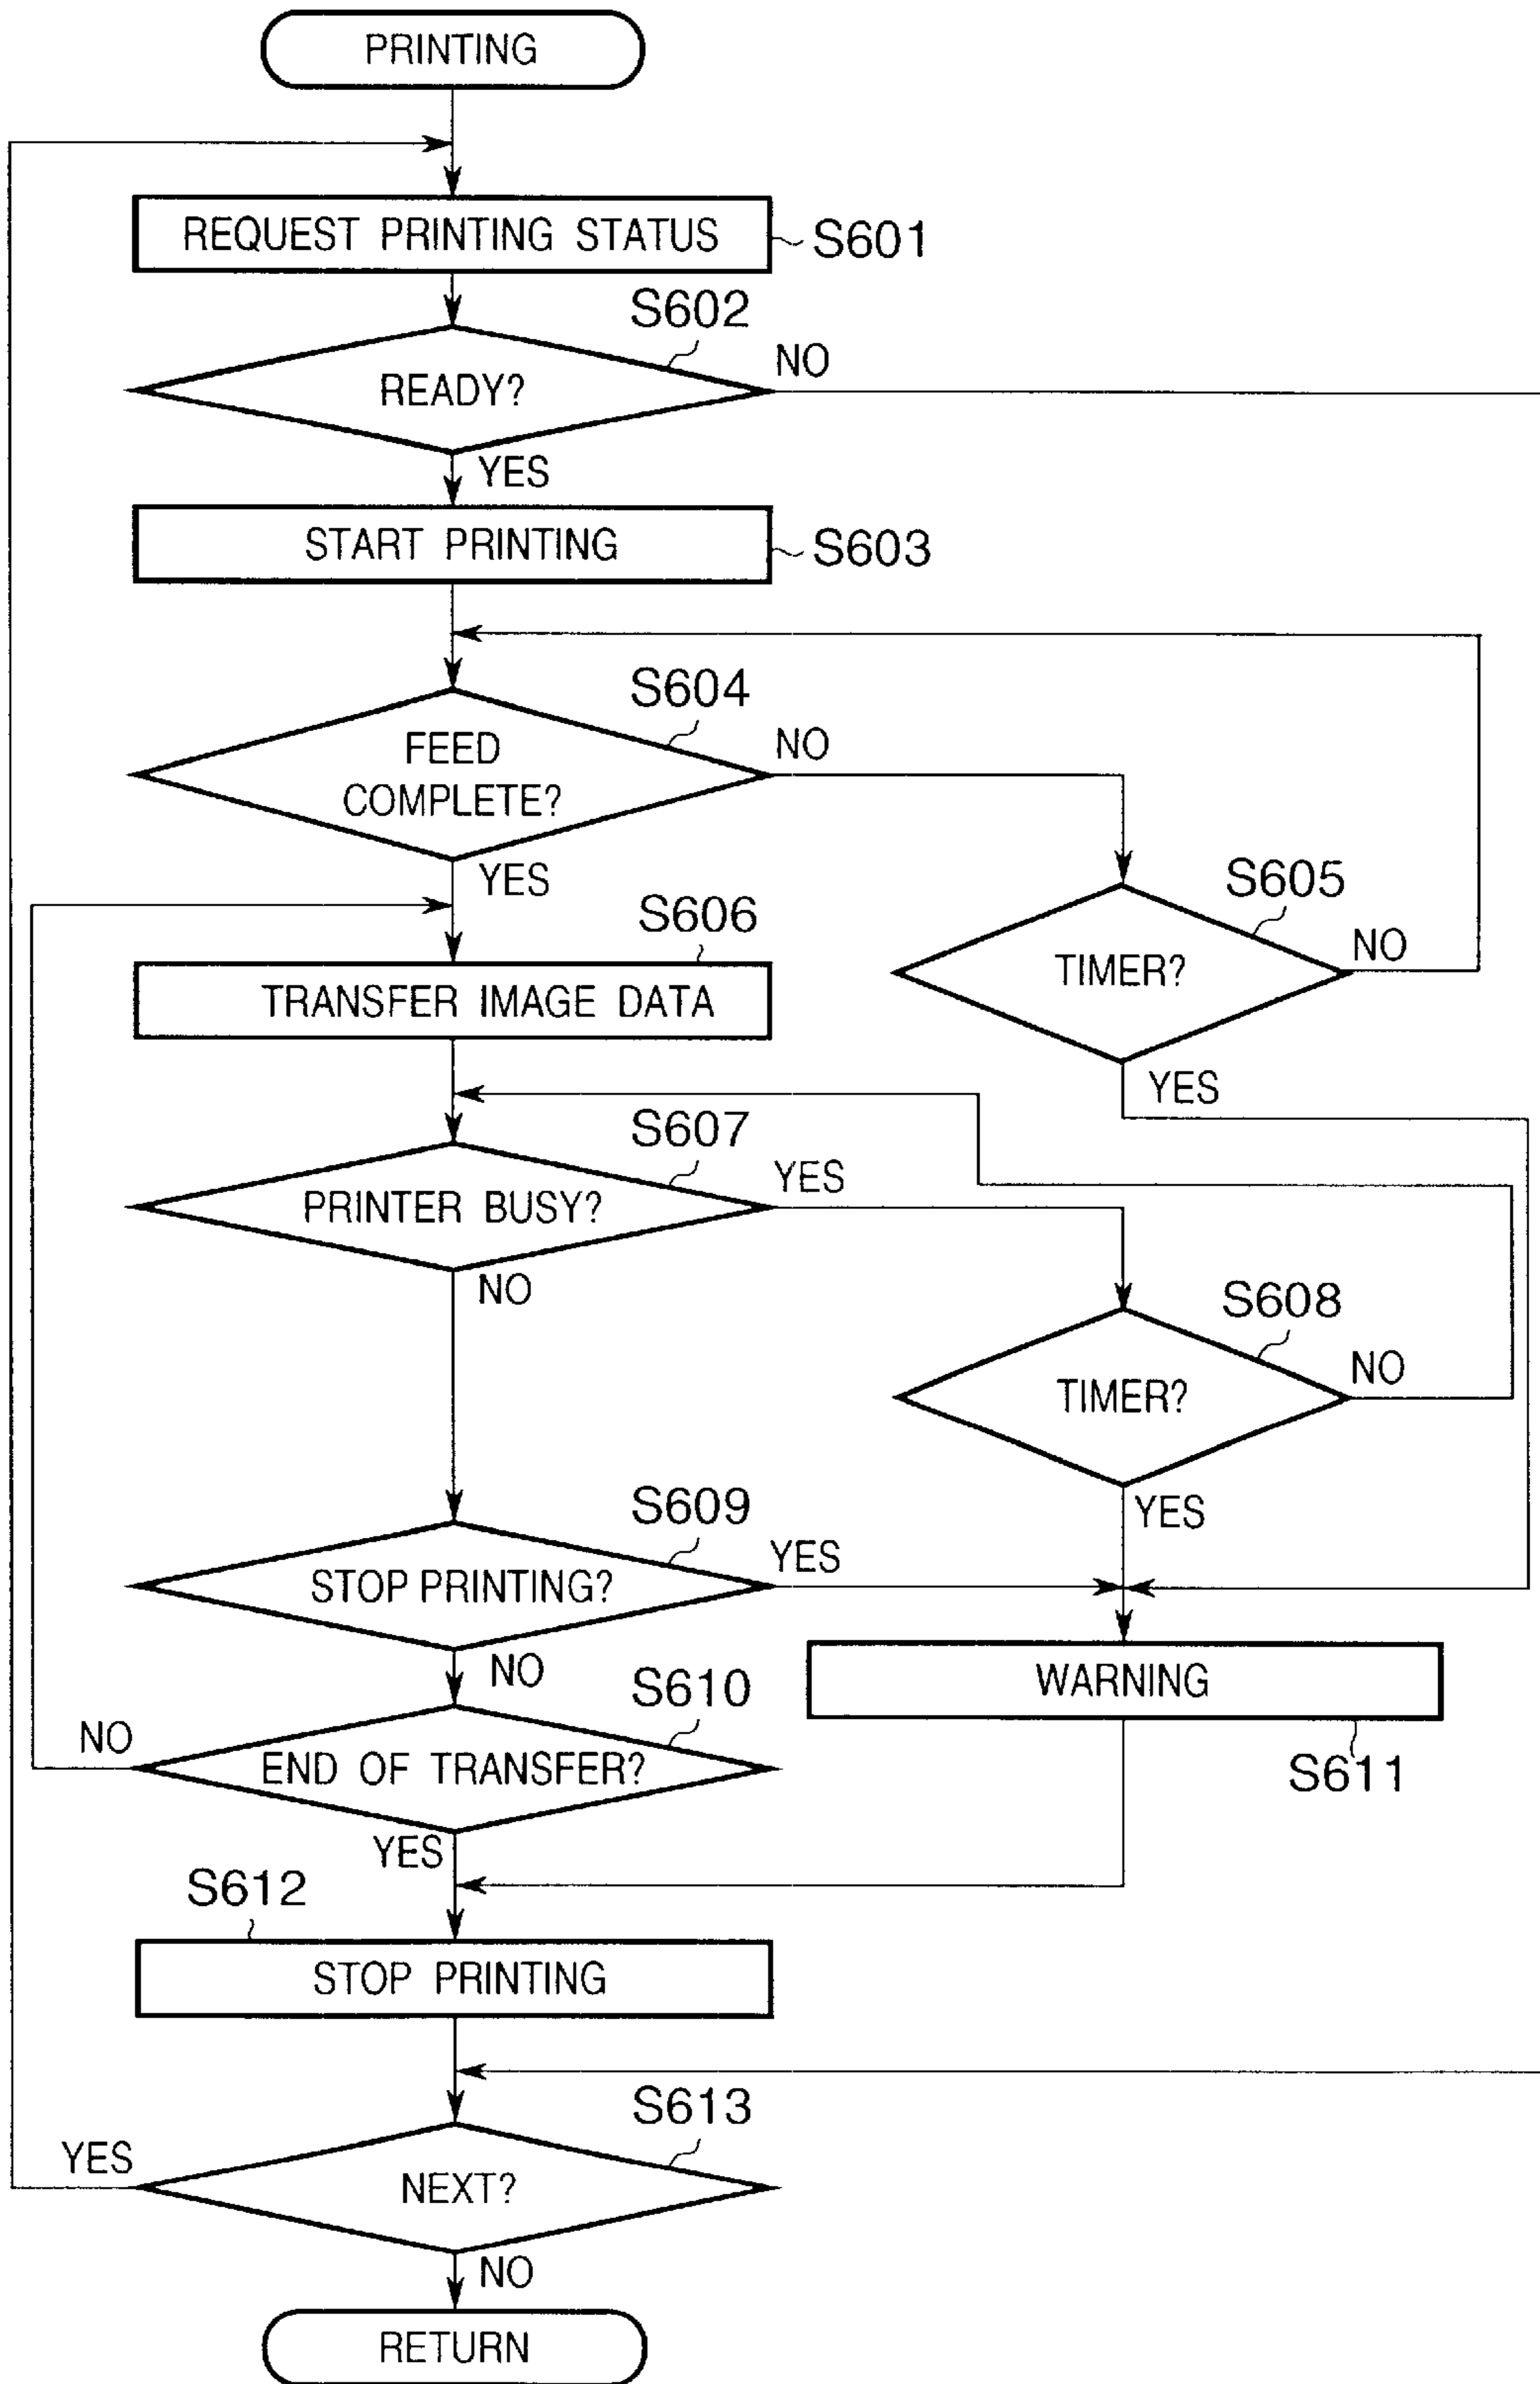 PRINTING
REQUEST PRINTING STATUS
S601
S602
NO
READY?
YES
START PRINTING
S603
S604
NO
FEED
COMPLETE?
YES
S605
S606
NO
TIMER?
TRANSFER IMAGE DATA
YES
S607
YES
PRINTER BUSY?
NO
S608
NO
TIMER?
YES
S609
YES
STOP PRINTING?
NO
WARNING
S610
NO
END OF TRANSFER?
S611
YES
S612
STOP PRINTING
S613
YES
NEXT?
NO
RETURN